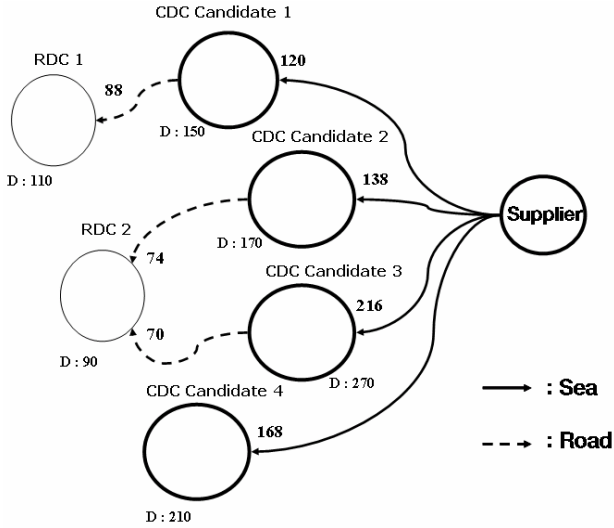 CDC Candidate 1
120
RDC 1
88
D : 150
D : 110
CDC Candidate 2
138
Supplier
D : 170
RDC 2
74
CDC Candidate 3
216
70
D : 90
D : 270
: Sea
CDC Candidate 4
168
: Road
D : 210